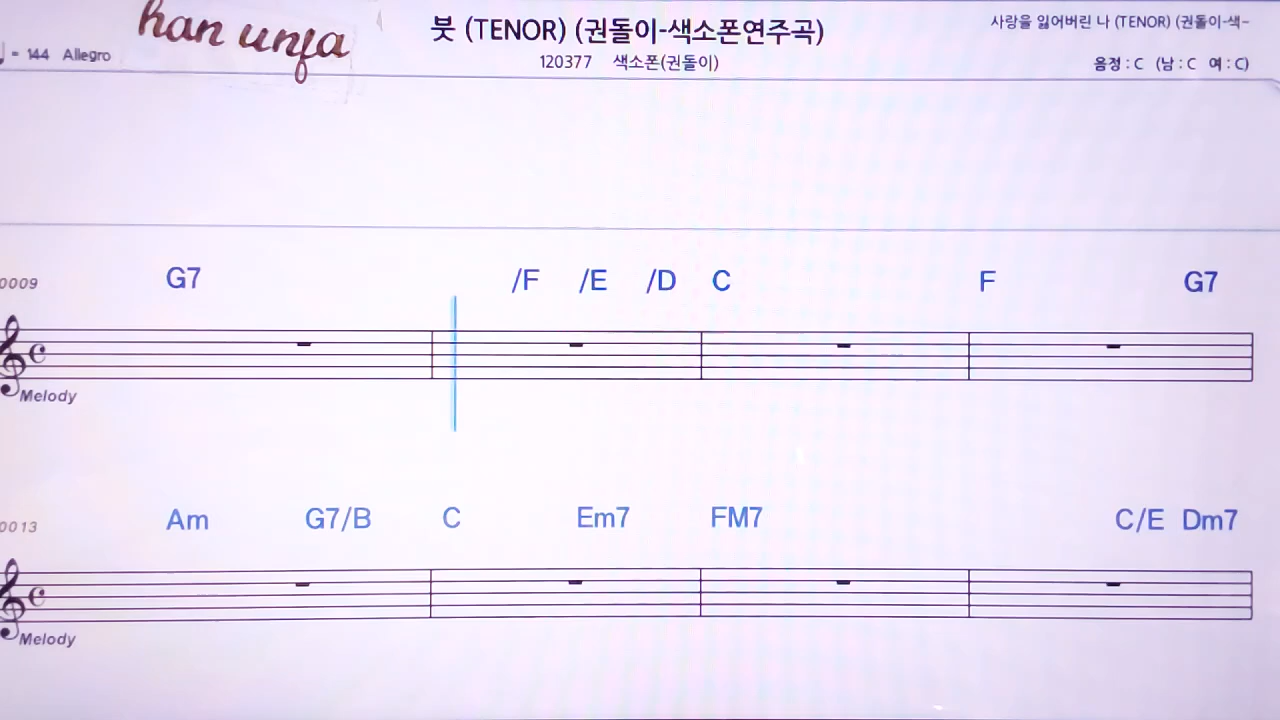 han unja
붓 (TENOR) (권돌이-색소폰연주곡)
사랑을 잃어버린 나 (TENOR) (권돌이-색~
= 144 Allegro
120377 색소폰(권돌이)
음정 : C (남 : C 여 : C)
0009 G7 /F /E /D C F G7
Melody
0013 Am G7/B C Em7 FM7 C/E Dm7
Melody